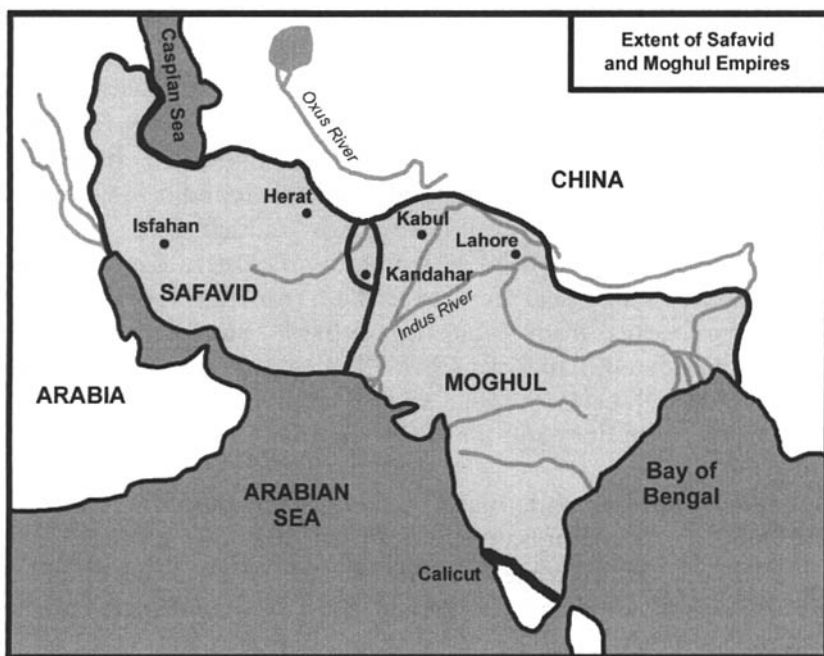 Extent of Safavid
and Moghul Empires
Caspian Sea
Oxus River
CHINA
Herat
Kabul
Isfahan
Lahore
Kandahar
SAFAVID
Indus River
MOGHUL
ARABIA
ARABIAN
SEA
Bay of
Bengal
Calicut